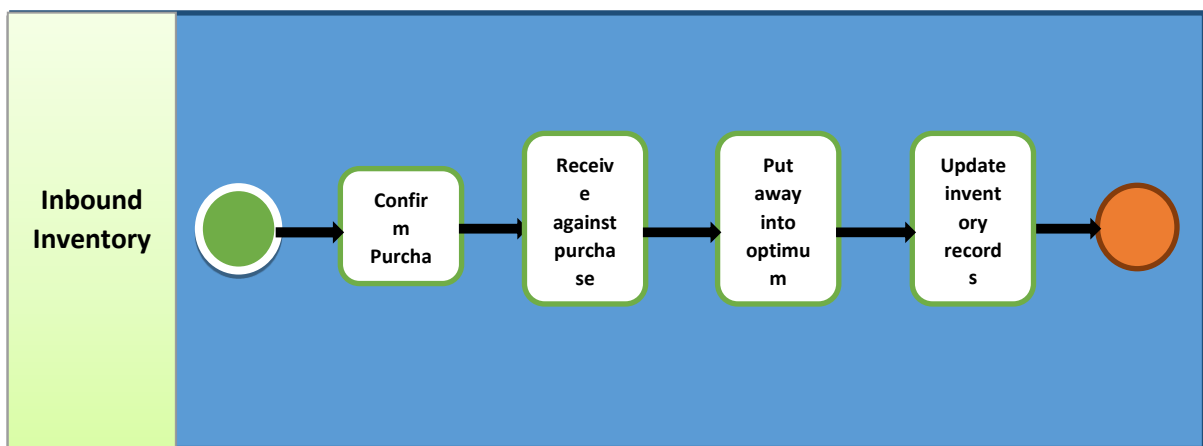 Inbound
Inventory
Confir
m
Purcha
Receiv
e
against
purcha
se
Put
away
into
optimu
m
Update
invent
ory
record
s